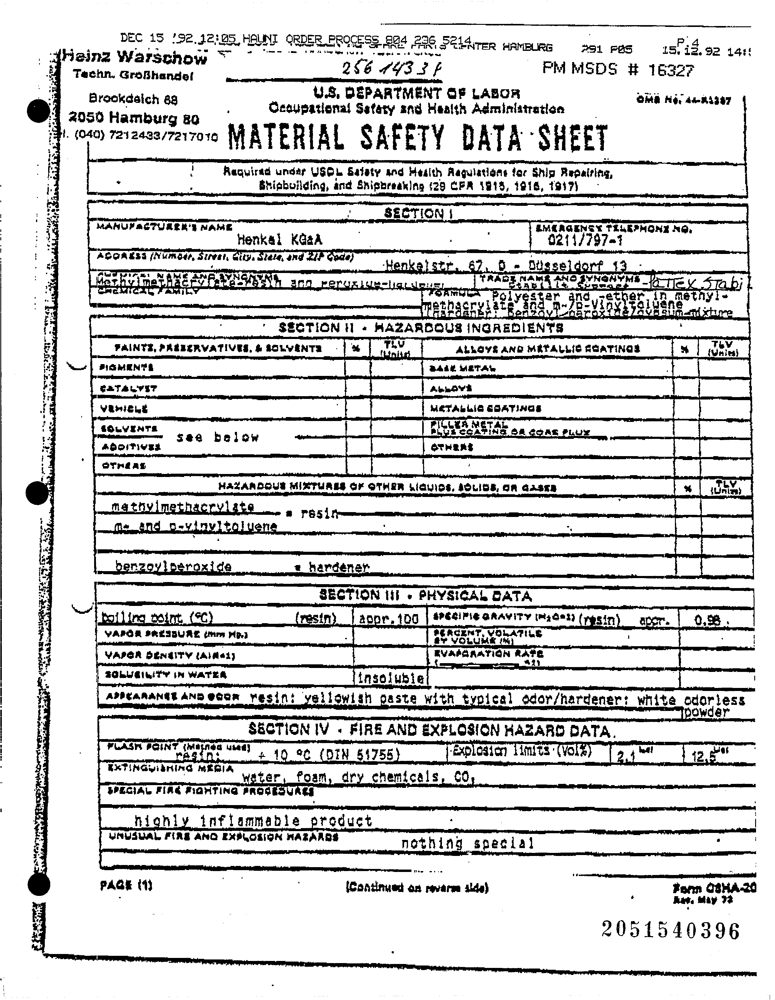 DEC 15 '92 12:05 HAUNI ORDER PROCESS 804 236 5214 CENTER HAMBURG 291 P05 P.4 15.12.92 14:
Heinz Warschow
Techn. Großhandel
256 1433f
PM MSDS # 16327
Brookdeich 68
2050 Hamburg 80
(040) 7212433/7217010
U.S. DEPARTMENT OF LABOR
Occupational Safety and Health Administration
OMB No. 44-R1387
MATERIAL SAFETY DATA SHEET
Required under USDL Safety and Health Regulations for Ship Repairing,
Shipbuilding, and Shipbreaking (29 CFR 1915, 1916, 1917)
SECTION I
MANUFACTURER'S NAME
Henkel KGaA
EMERGENCY TELEPHONE NO.
0211/797-1
ADDRESS (Number, Street, City, State, and ZIP Code)
Henkelstr. 67, D - Düsseldorf 13
CHEMICAL NAME AND SYNONYMS
Methylmethacrylate-resin and peroxide-hardener
TRADE NAME AND SYNONYMS
Pattex Stabi
CHEMICAL FAMILY
FORMULA Polyester and -ether in methyl-
methacrylate and m-/p-vinyltoluene
(hardener: benzoyl-peroxide/gypsum-mixture
SECTION II - HAZARDOUS INGREDIENTS
PAINTS, PRESERVATIVES, & SOLVENTS % TLV (Units) ALLOYS AND METALLIC COATINGS % TLV (Units)
PIGMENTS BASE METAL
CATALYST ALLOYS
VEHICLE METALLIC COATINGS
SOLVENTS FILLER METAL PLUS COATING OR CORE FLUX
see below
ADDITIVES OTHERS
OTHERS
HAZARDOUS MIXTURES OF OTHER LIQUIDS, SOLIDS, OR GASES % TLV (Units)
methylmethacrylate = resin
m- and p-vinyltoluene
benzoylperoxide = hardener
SECTION III - PHYSICAL DATA
boiling point (°C) (resin) appr.100 SPECIFIC GRAVITY (H2O=1) (resin) appr. 0,98
VAPOR PRESSURE (mm Hg.) PERCENT, VOLATILE BY VOLUME (%)
VAPOR DENSITY (AIR=1) EVAPORATION RATE (=1)
SOLUBILITY IN WATER insoluble
APPEARANCE AND ODOR resin: yellowish paste with typical odor/hardener: white odorless
powder
SECTION IV - FIRE AND EXPLOSION HAZARD DATA
FLASH POINT (Method used) resin: + 10 °C (DIN 51755) Explosion limits (Vol%) 2,1 Lel 12,5 Uel
EXTINGUISHING MEDIA
water, foam, dry chemicals, CO2
SPECIAL FIRE FIGHTING PROCEDURES
highly inflammable product
UNUSUAL FIRE AND EXPLOSION HAZARDS
nothing special
PAGE (1) (Continued on reverse side) Form OSHA-20
Rev. May 72
2051540396